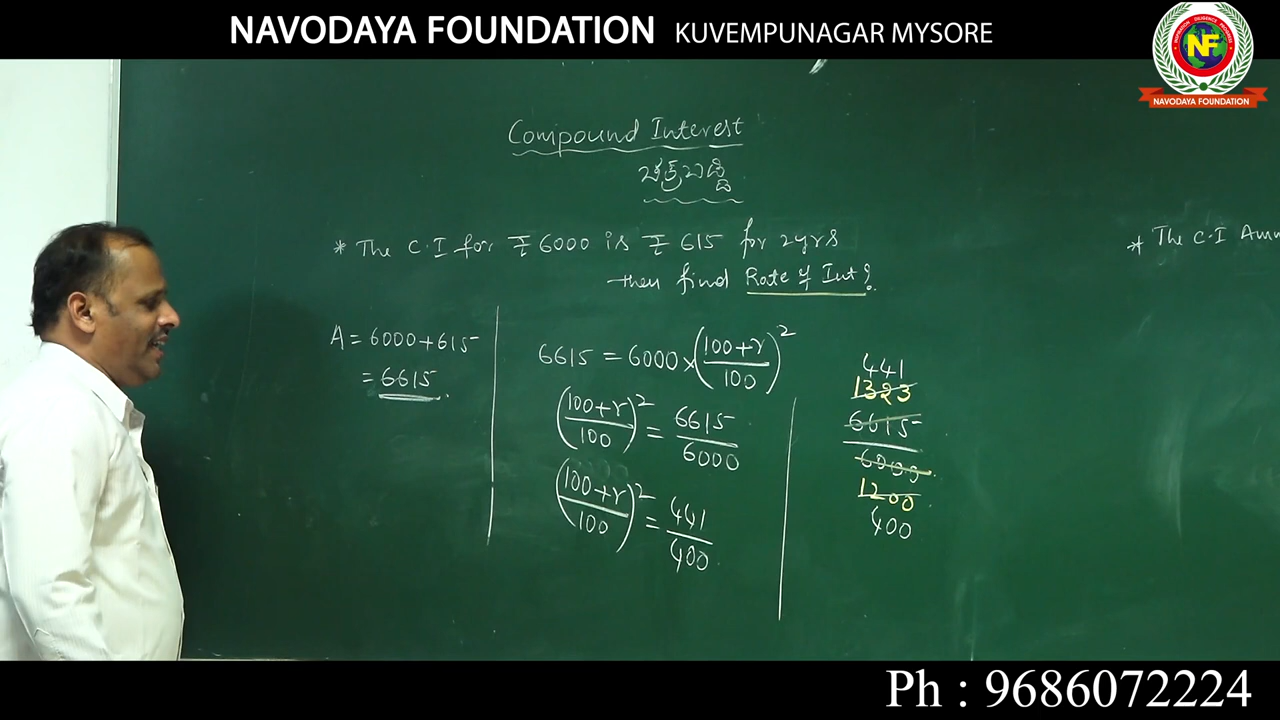 NAVODAYA FOUNDATION KUVEMPUNAGAR MYSORE
NF
NAVODAYA FOUNDATION
Compound Interest
ಚಕ್ರಬಡ್ಡಿ
* The C.I for ₹ 6000 is ₹ 615 for 2yrs
then find Rate of Int?
* The C.I
A = 6000+615
= 6615
6615 = 6000 × ((100+r)/100)²
((100+r)/100)² = 6615/6000
((100+r)/100)² = 441/400
441
1323
6615
6000
1200
400
Ph : 9686072224